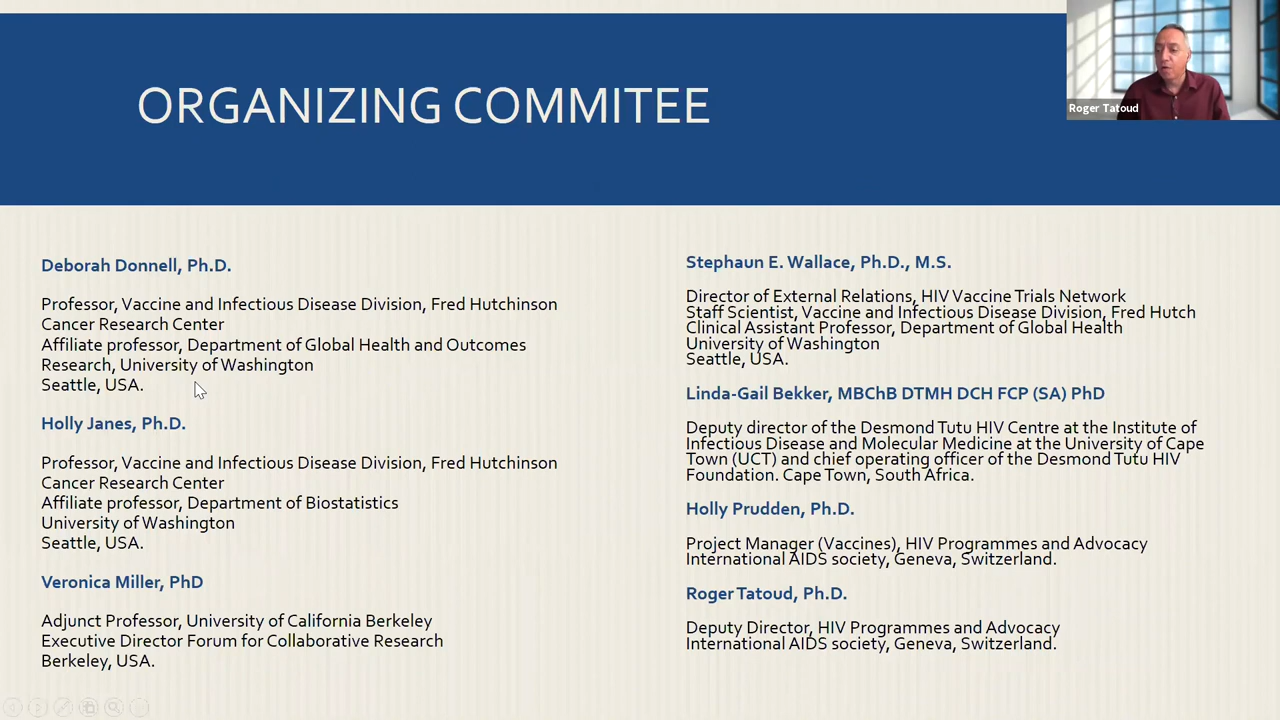 ORGANIZING COMMITEE
Roger Tatoud
Deborah Donnell, Ph.D.
Professor, Vaccine and Infectious Disease Division, Fred Hutchinson
Cancer Research Center
Affiliate professor, Department of Global Health and Outcomes
Research, University of Washington
Seattle, USA.
Holly Janes, Ph.D.
Professor, Vaccine and Infectious Disease Division, Fred Hutchinson
Cancer Research Center
Affiliate professor, Department of Biostatistics
University of Washington
Seattle, USA.
Veronica Miller, PhD
Adjunct Professor, University of California Berkeley
Executive Director Forum for Collaborative Research
Berkeley, USA.
Stephaun E. Wallace, Ph.D., M.S.
Director of External Relations, HIV Vaccine Trials Network
Staff Scientist, Vaccine and Infectious Disease Division, Fred Hutch
Clinical Assistant Professor, Department of Global Health
University of Washington
Seattle, USA.
Linda-Gail Bekker, MBChB DTMH DCH FCP (SA) PhD
Deputy director of the Desmond Tutu HIV Centre at the Institute of
Infectious Disease and Molecular Medicine at the University of Cape
Town (UCT) and chief operating officer of the Desmond Tutu HIV
Foundation. Cape Town, South Africa.
Holly Prudden, Ph.D.
Project Manager (Vaccines), HIV Programmes and Advocacy
International AIDS society, Geneva, Switzerland.
Roger Tatoud, Ph.D.
Deputy Director, HIV Programmes and Advocacy
International AIDS society, Geneva, Switzerland.